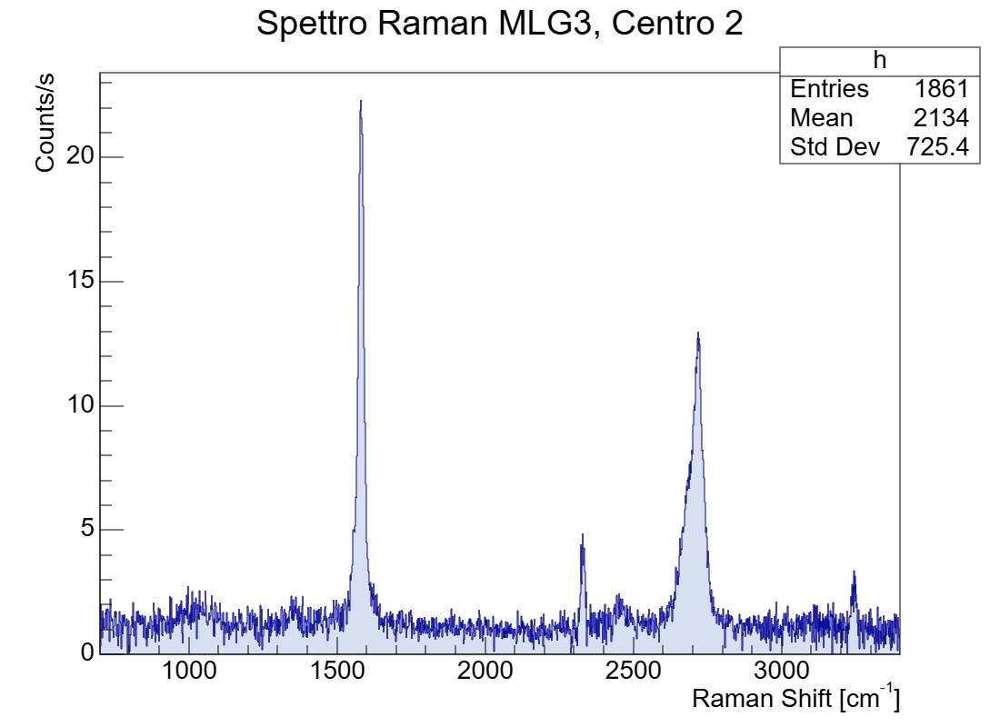 Spettro Raman MLG3, Centro 2
h
Entries 1861
Mean 2134
Std Dev 725.4
Counts/s
20
15
10
5
0
1000 1500 2000 2500 3000
Raman Shift [cm⁻¹]